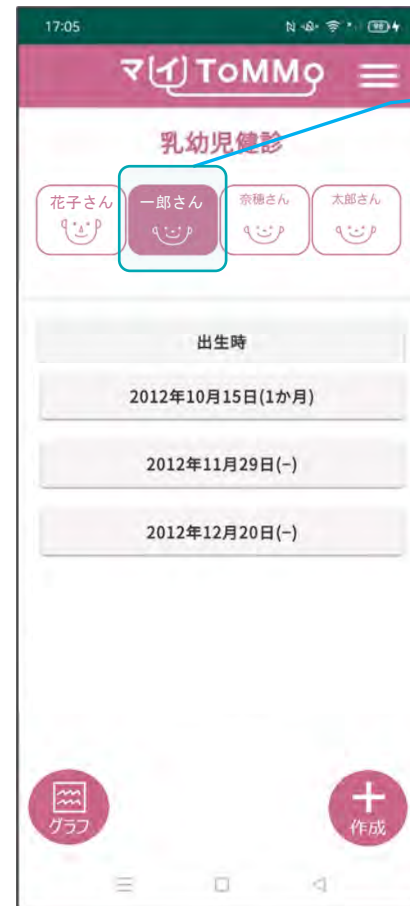 17:05
98
マイToMMo
乳幼児健診
花子さん 一郎さん 奈穂さん 太郎さん
出生時
2012年10月15日(1か月)
2012年11月29日(-)
2012年12月20日(-)
グラフ 作成